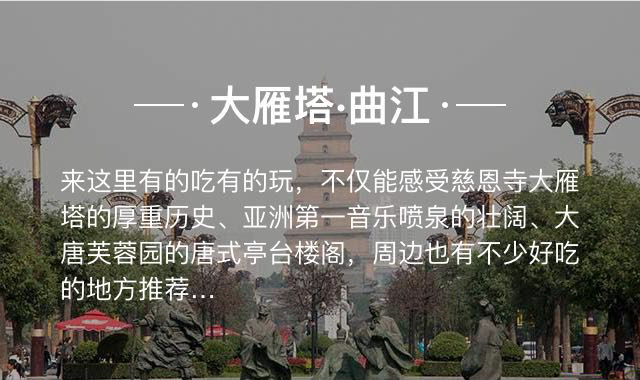 大雁塔·曲江
来这里有的吃有的玩，不仅能感受慈恩寺大雁
塔的厚重历史、亚洲第一音乐喷泉的壮阔、大
唐芙蓉园的唐式亭台楼阁，周边也有不少好吃
的地方推荐...